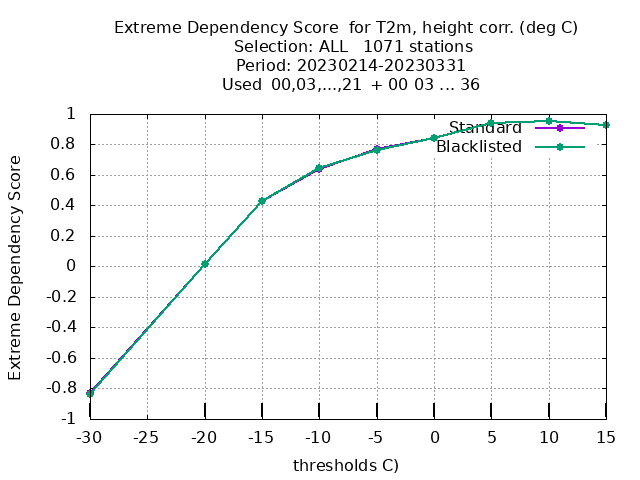 Extreme Dependency Score  for T2m, height corr. (deg C)
Selection: ALL   1071 stations
Period: 20230214-20230331
Used  00,03,...,21  + 00 03 ... 36
Extreme Dependency Score
1
0.8
0.6
0.4
0.2
0
-0.2
-0.4
-0.6
-0.8
-1
Standard
Blacklisted
-30 -25 -20 -15 -10 -5 0 5 10 15
thresholds C)